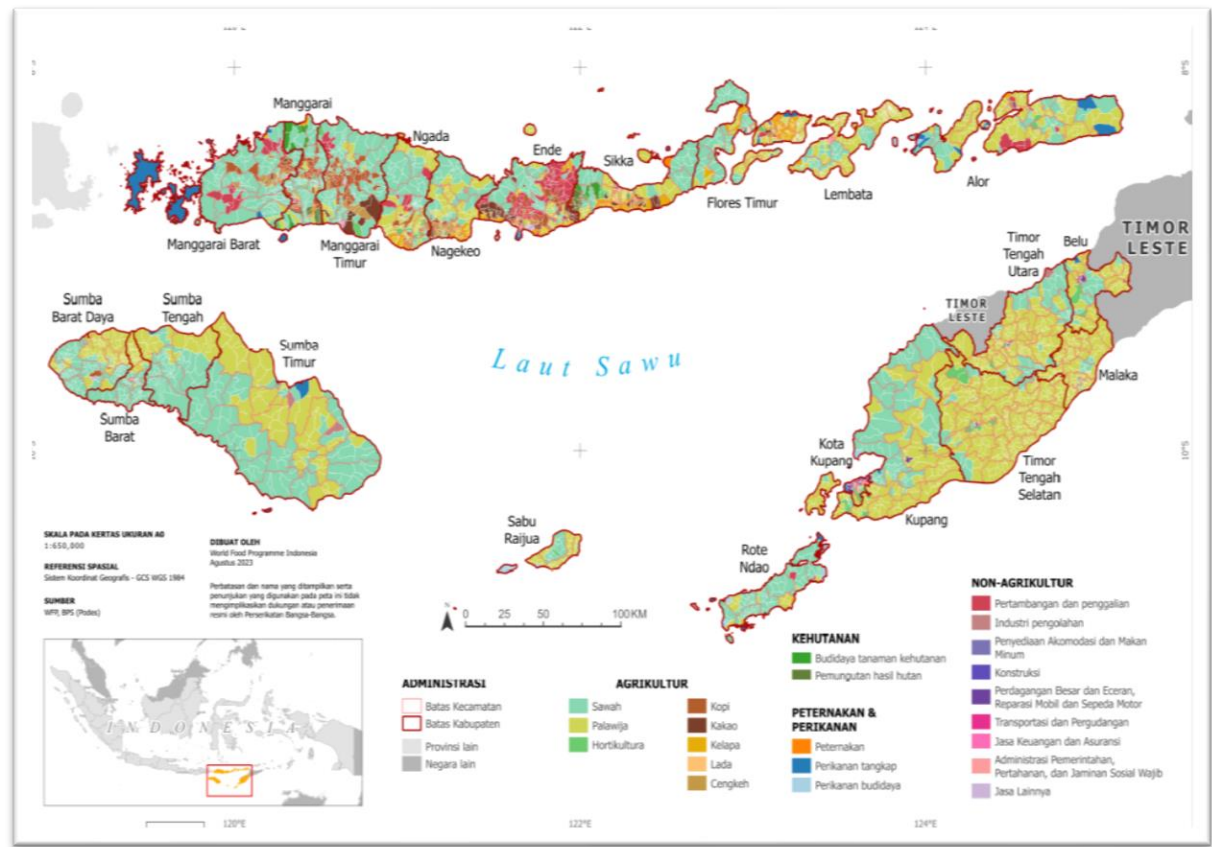 8°S
8°S
Manggarai
Ngada
Ende
Sikka
Flores Timur
Lembata
Alor
Manggarai Barat
Manggarai
Timur
Nagekeo
TIMOR
LESTE
Timor
Tengah
Utara
Belu
TIMOR
LESTE
Sumba
Barat Daya
Sumba
Tengah
Sumba
Timur
Sumba
Barat
Laut Sawu
Malaka
Kota
Kupang
10°S
10°S
Timor
Tengah
Selatan
Kupang
Sabu
Raijua
Rote
Ndao
SKALA PADA KERTAS UKURAN A0
1:650,000
REFERENSI SPASIAL
Sistem Koordinat Geografis - GCS WGS 1984
SUMBER
WFP, BPS (Podes)
DIBUAT OLEH
World Food Programme Indonesia
Agustus 2023
Perbatasan dan nama yang ditampilkan serta
penunjukan yang digunakan pada peta ini tidak
mengimplikasikan dukungan atau penerimaan
resmi oleh Perserikatan Bangsa-Bangsa.
N
0 25 50 100 KM
INDONESIA
ADMINISTRASI
Batas Kecamatan
Batas Kabupaten
Provinsi lain
Negara lain
AGRIKULTUR
Sawah
Palawija
Hortikultura
Kopi
Kakao
Kelapa
Lada
Cengkeh
KEHUTANAN
Budidaya tanaman kehutanan
Pemungutan hasil hutan
PETERNAKAN &
PERIKANAN
Peternakan
Perikanan tangkap
Perikanan budidaya
NON-AGRIKULTUR
Pertambangan dan penggalian
Industri pengolahan
Penyediaan Akomodasi dan Makan
Minum
Konstruksi
Perdagangan Besar dan Eceran,
Reparasi Mobil dan Sepeda Motor
Transportasi dan Pergudangan
Jasa Keuangan dan Asuransi
Administrasi Pemerintahan,
Pertahanan, dan Jaminan Sosial Wajib
Jasa Lainnya
120°E
122°E
124°E